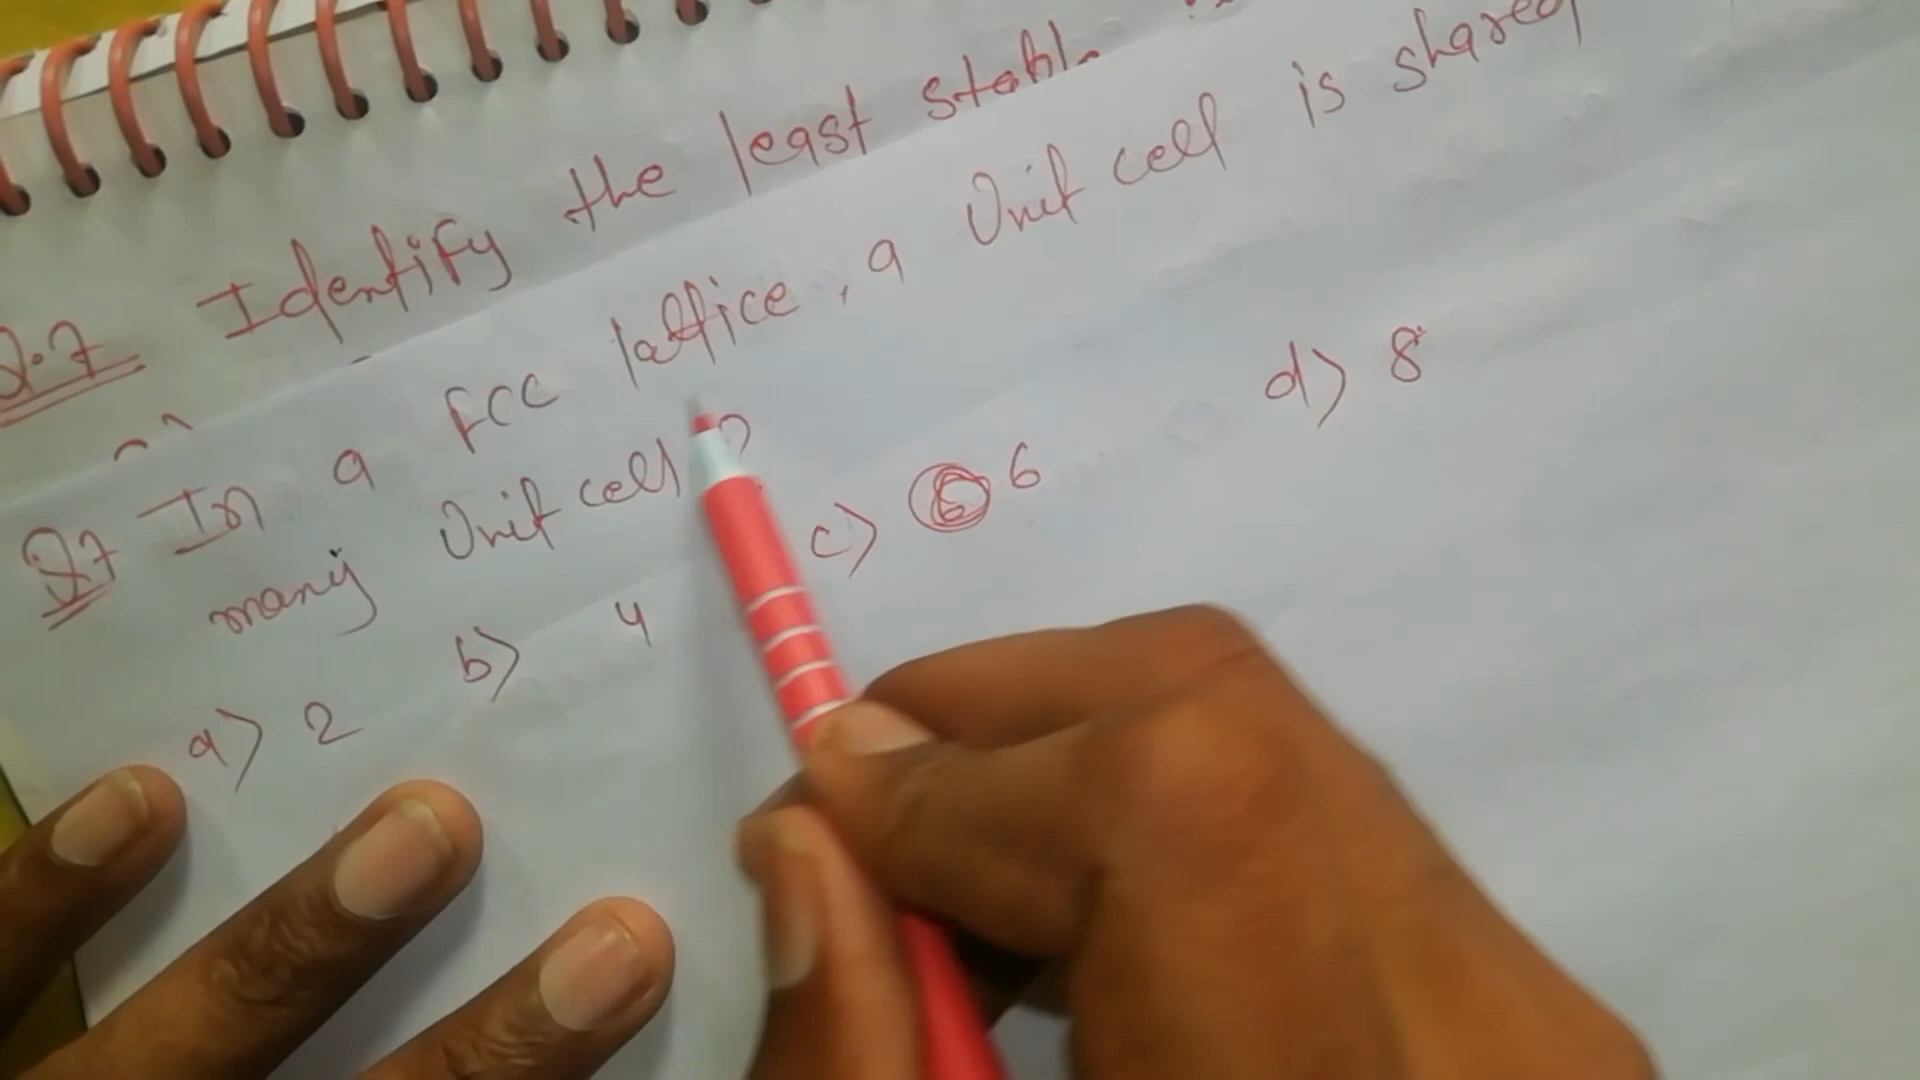 Q.7 Identify the least
Q7 In a FCC lattice, a Unit cell is shared
many Unit cell ?
a) 2 b) 4 c) 6 d) 8